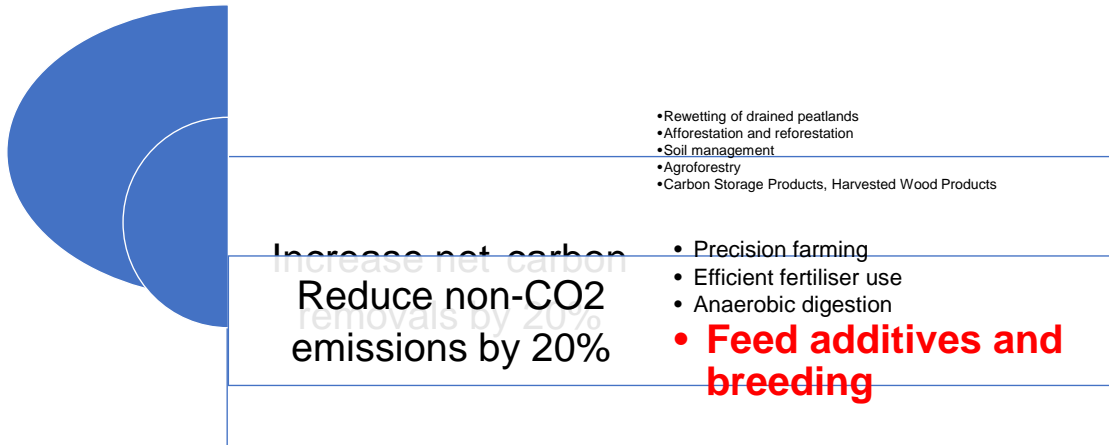 •Rewetting of drained peatlands
•Afforestation and reforestation
•Soil management
•Agroforestry
•Carbon Storage Products, Harvested Wood Products
Increase net carbon
removals by 20%
Reduce non-CO2
emissions by 20%
• Precision farming
• Efficient fertiliser use
• Anaerobic digestion
• Feed additives and
breeding